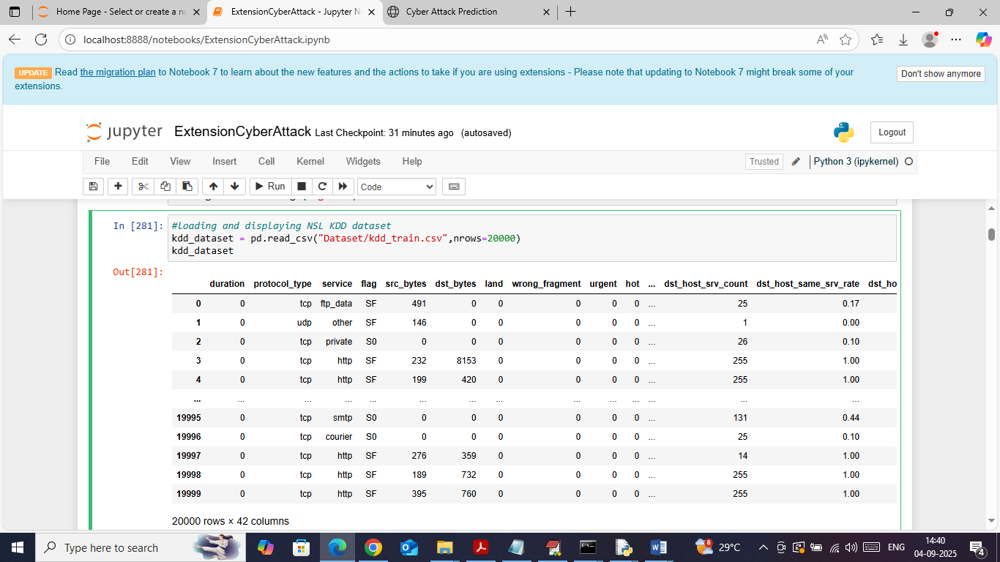 Home Page - Select or create a no
ExtensionCyberAttack - Jupyter N
Cyber Attack Prediction
localhost:8888/notebooks/ExtensionCyberAttack.ipynb
UPDATE Read the migration plan to Notebook 7 to learn about the new features and the actions to take if you are using extensions - Please note that updating to Notebook 7 might break some of your
extensions.
Don't show anymore
jupyter ExtensionCyberAttack Last Checkpoint: 31 minutes ago (autosaved)
Logout
File Edit View Insert Cell Kernel Widgets Help
Trusted
Python 3 (ipykernel)
Run
Code
In [281]: #loading and displaying NSL KDD dataset
kdd_dataset = pd.read_csv("Dataset/kdd_train.csv",nrows=20000)
kdd_dataset
Out[281]:
duration protocol_type service flag src_bytes dst_bytes land wrong_fragment urgent hot ... dst_host_srv_count dst_host_same_srv_rate dst_ho
0 0 tcp ftp_data SF 491 0 0 0 0 0 ... 25 0.17
1 0 udp other SF 146 0 0 0 0 0 ... 1 0.00
2 0 tcp private S0 0 0 0 0 0 0 ... 26 0.10
3 0 tcp http SF 232 8153 0 0 0 0 ... 255 1.00
4 0 tcp http SF 199 420 0 0 0 0 ... 255 1.00
... ... ... ... ... ... ... ... ... ... ... ... ... ...
19995 0 tcp smtp S0 0 0 0 0 0 0 ... 131 0.44
19996 0 tcp courier S0 0 0 0 0 0 0 ... 25 0.10
19997 0 tcp http SF 276 359 0 0 0 0 ... 14 1.00
19998 0 tcp http SF 189 732 0 0 0 0 ... 255 1.00
19999 0 tcp http SF 395 760 0 0 0 0 ... 255 1.00
20000 rows × 42 columns
Type here to search
8
29°C
ENG
14:40
04-09-2025
4